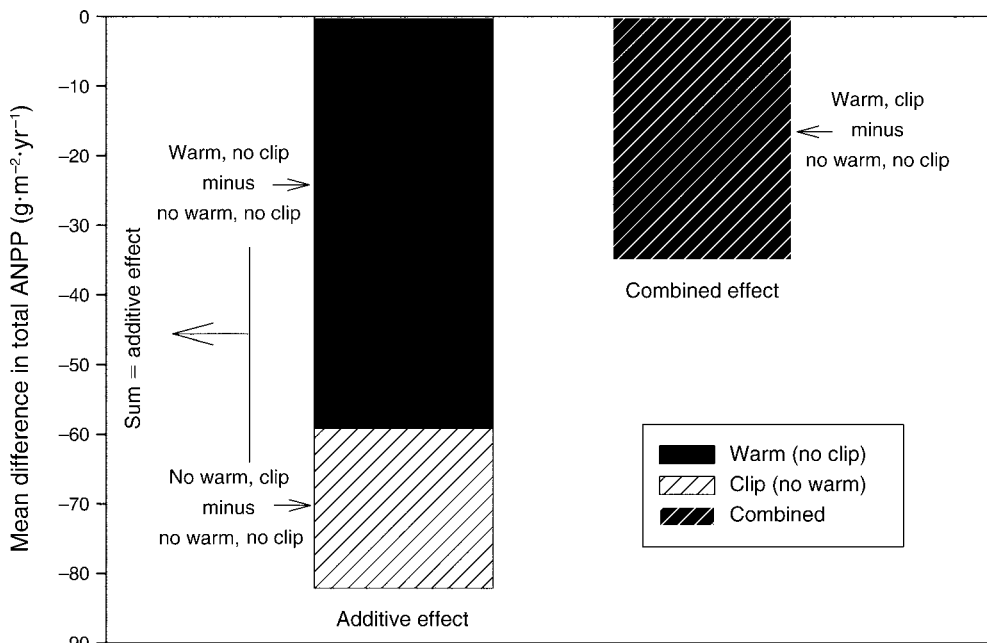 Mean difference in total ANPP (g·m⁻²·yr⁻¹)
0
–10
–20
–30
–40
–50
–60
–70
–80
–90
Sum = additive effect
Warm, no clip
minus
no warm, no clip
No warm, clip
minus
no warm, no clip
Additive effect
Warm, clip
minus
no warm, no clip
Combined effect
Warm (no clip)
Clip (no warm)
Combined